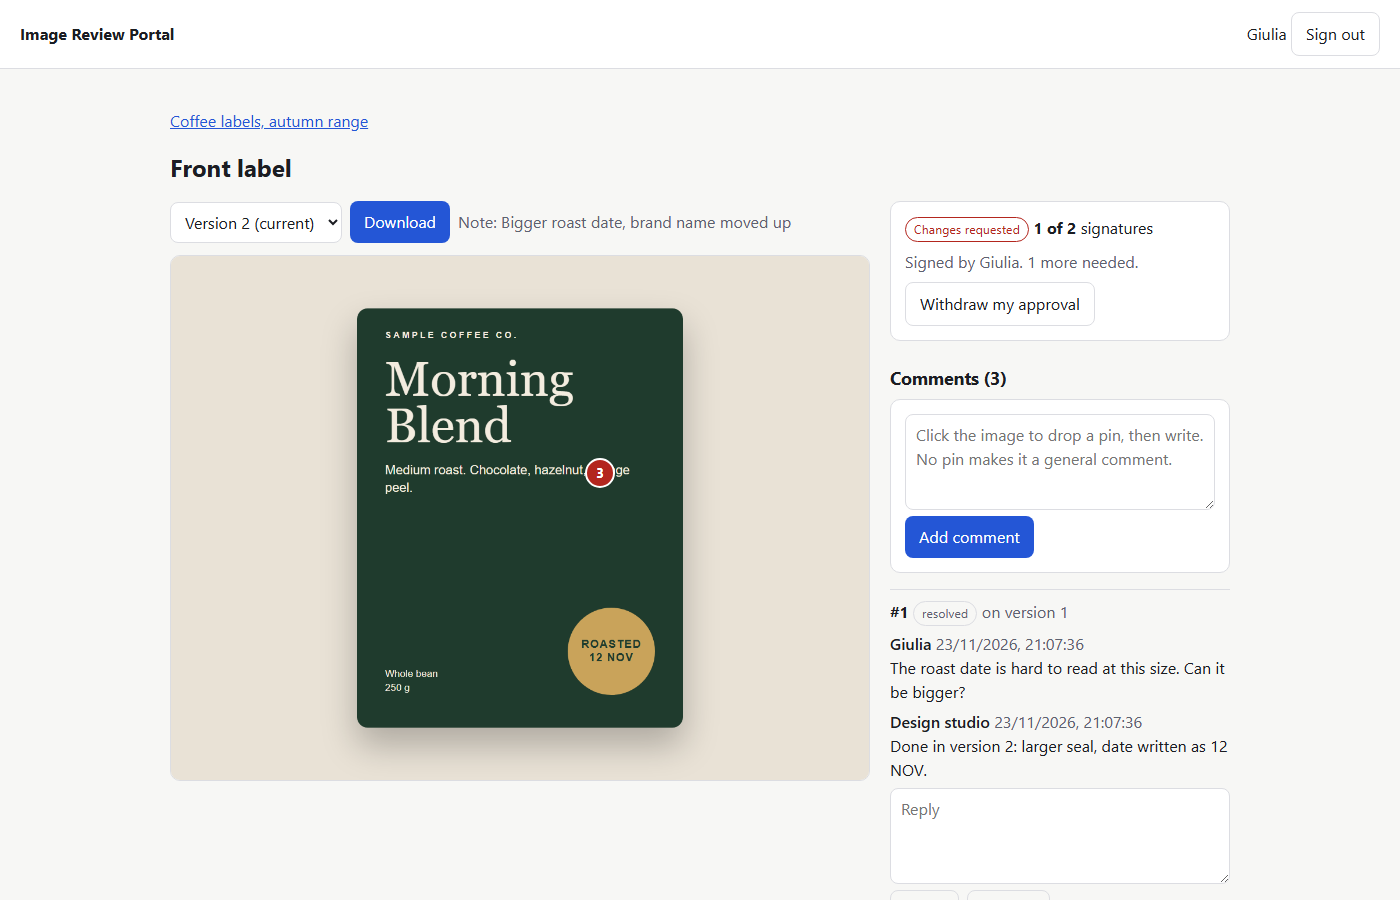 Image Review Portal
Giulia
Sign out
Coffee labels, autumn range
Front label
Version 2 (current)
Download
Note: Bigger roast date, brand name moved up
SAMPLE COFFEE CO.
Morning
Blend
Medium roast. Chocolate, hazelnut,
peel.
3
ROASTED
12 NOV
Whole bean
250 g
Changes requested
1 of 2 signatures
Signed by Giulia. 1 more needed.
Withdraw my approval
Comments (3)
Click the image to drop a pin, then write.
No pin makes it a general comment.
Add comment
#1 resolved on version 1
Giulia 23/11/2026, 21:07:36
The roast date is hard to read at this size. Can it
be bigger?
Design studio 23/11/2026, 21:07:36
Done in version 2: larger seal, date written as 12
NOV.
Reply